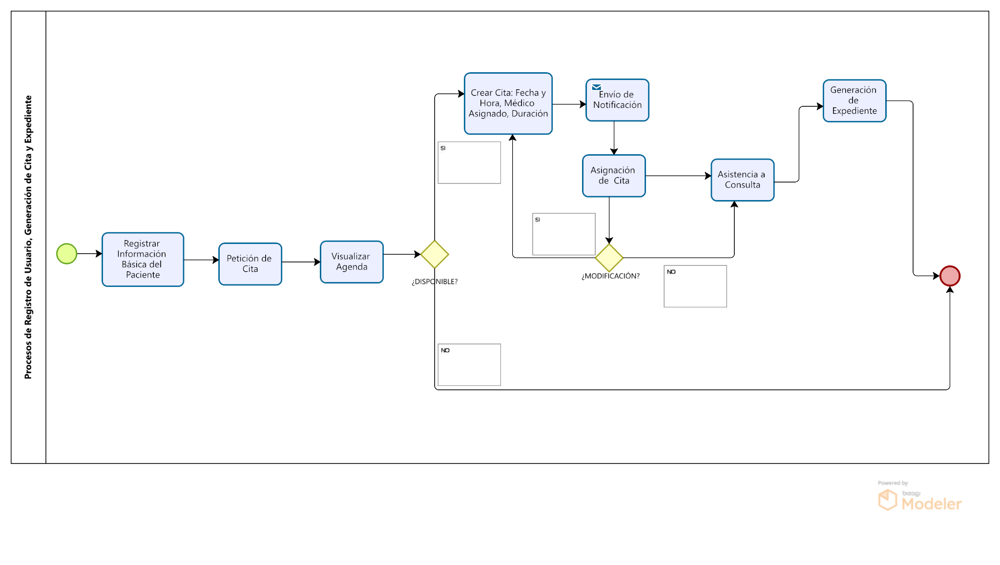 Procesos de Registro de Usuario, Generación de Cita y Expediente
Registrar
Información
Básica del
Paciente
Petición de
Cita
Visualizar
Agenda
¿DISPONIBLE?
SI
NO
Crear Cita: Fecha y
Hora, Médico
Asignado, Duración
Envío de
Notificación
Asignación
de Cita
SI
¿MODIFICACIÓN?
NO
Asistencia a
Consulta
Generación
de
Expediente
Powered by
bizagi
Modeler